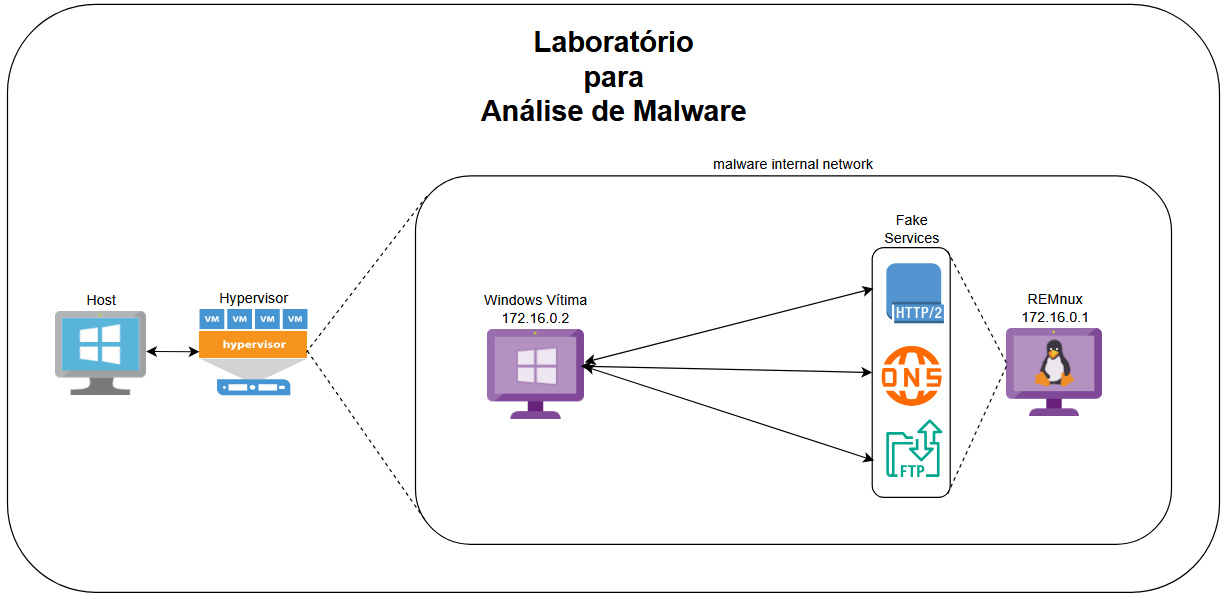 Laboratório
para
Análise de Malware
malware internal network
Host
Hypervisor
VM VM VM VM
hypervisor
Windows Vítima
172.16.0.2
Fake
Services
HTTP/2
DNS
FTP
REMnux
172.16.0.1